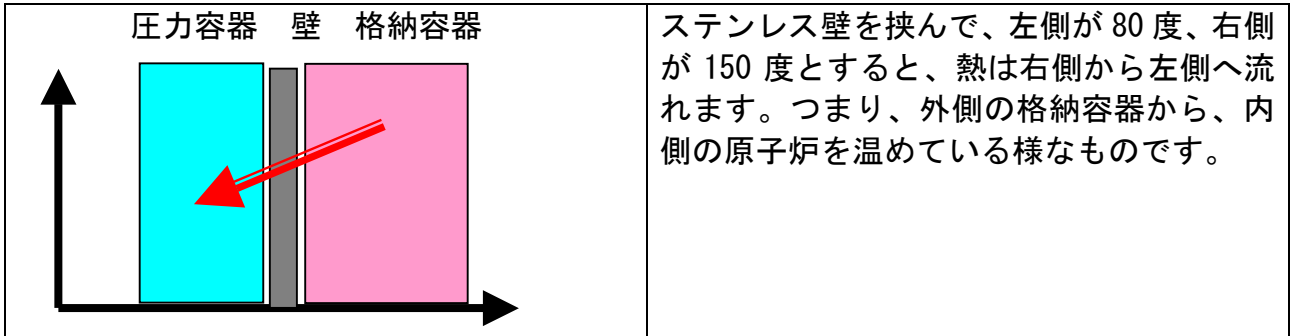 圧力容器　壁　格納容器
ステンレス壁を挟んで、左側が 80 度、右側
が 150 度とすると、熱は右側から左側へ流
れます。つまり、外側の格納容器から、内
側の原子炉を温めている様なものです。